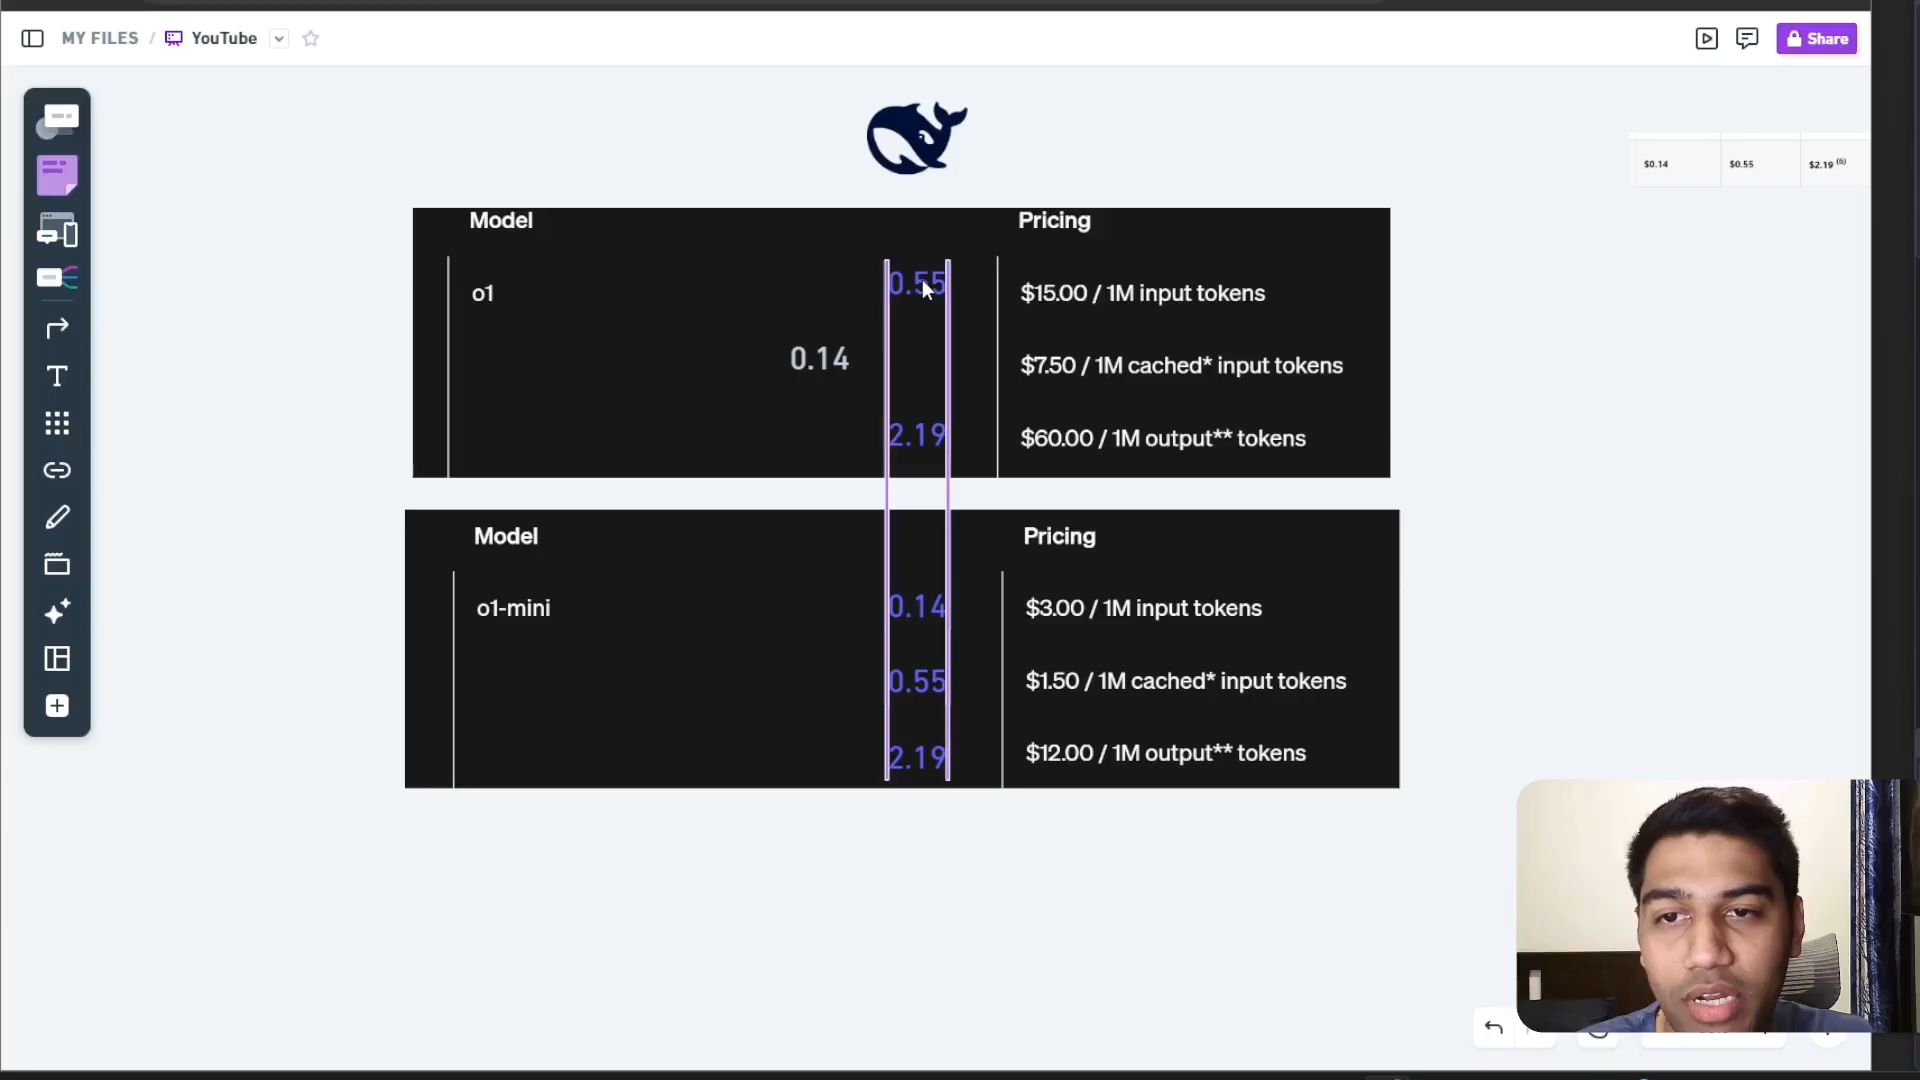 MY FILES / YouTube
Share
$0.14 $0.55 $2.19 (5)
Model Pricing
o1 0.55 $15.00 / 1M input tokens
0.14 $7.50 / 1M cached* input tokens
2.19 $60.00 / 1M output** tokens
Model Pricing
o1-mini 0.14 $3.00 / 1M input tokens
0.55 $1.50 / 1M cached* input tokens
2.19 $12.00 / 1M output** tokens